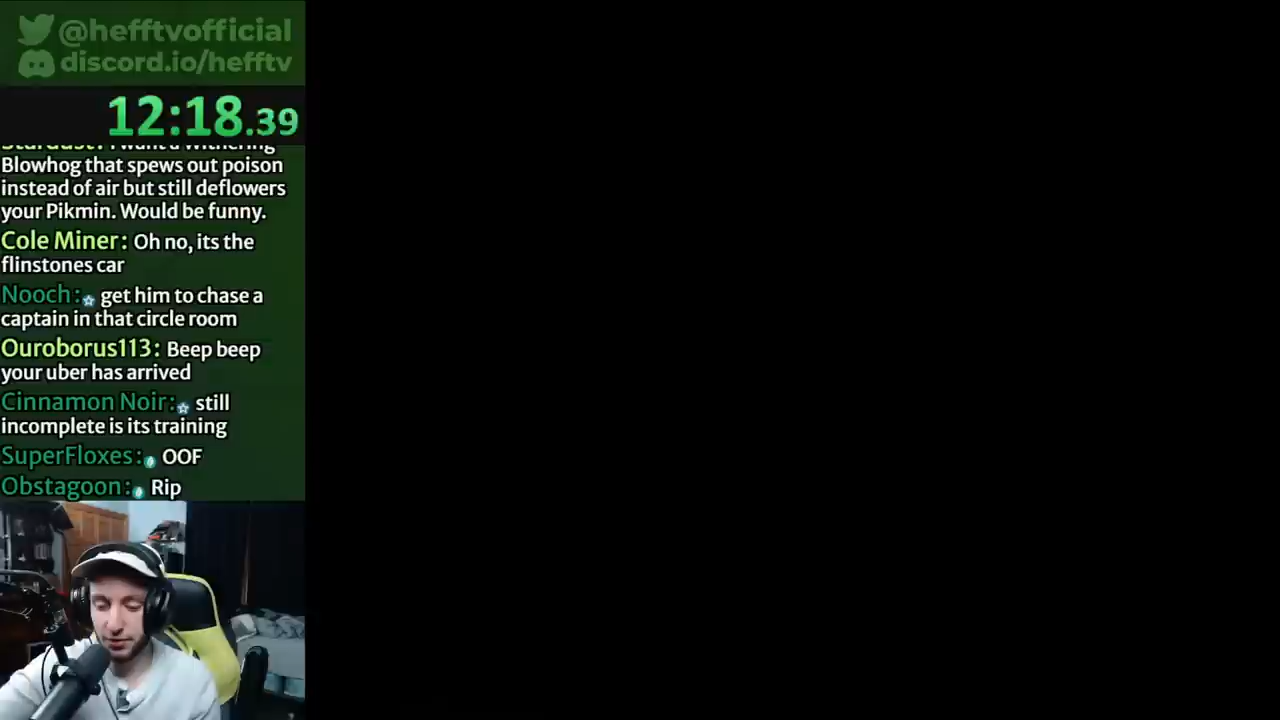 @hefftvofficial
discord.io/hefftv
12:18.39
Stardust: I want a Withering
Blowhog that spews out poison
instead of air but still deflowers
your Pikmin. Would be funny.
Cole Miner: Oh no, its the
flinstones car
Nooch: get him to chase a
captain in that circle room
Ouroborus113: Beep beep
your uber has arrived
Cinnamon Noir: still
incomplete is its training
SuperFloxes: OOF
Obstagoon: Rip